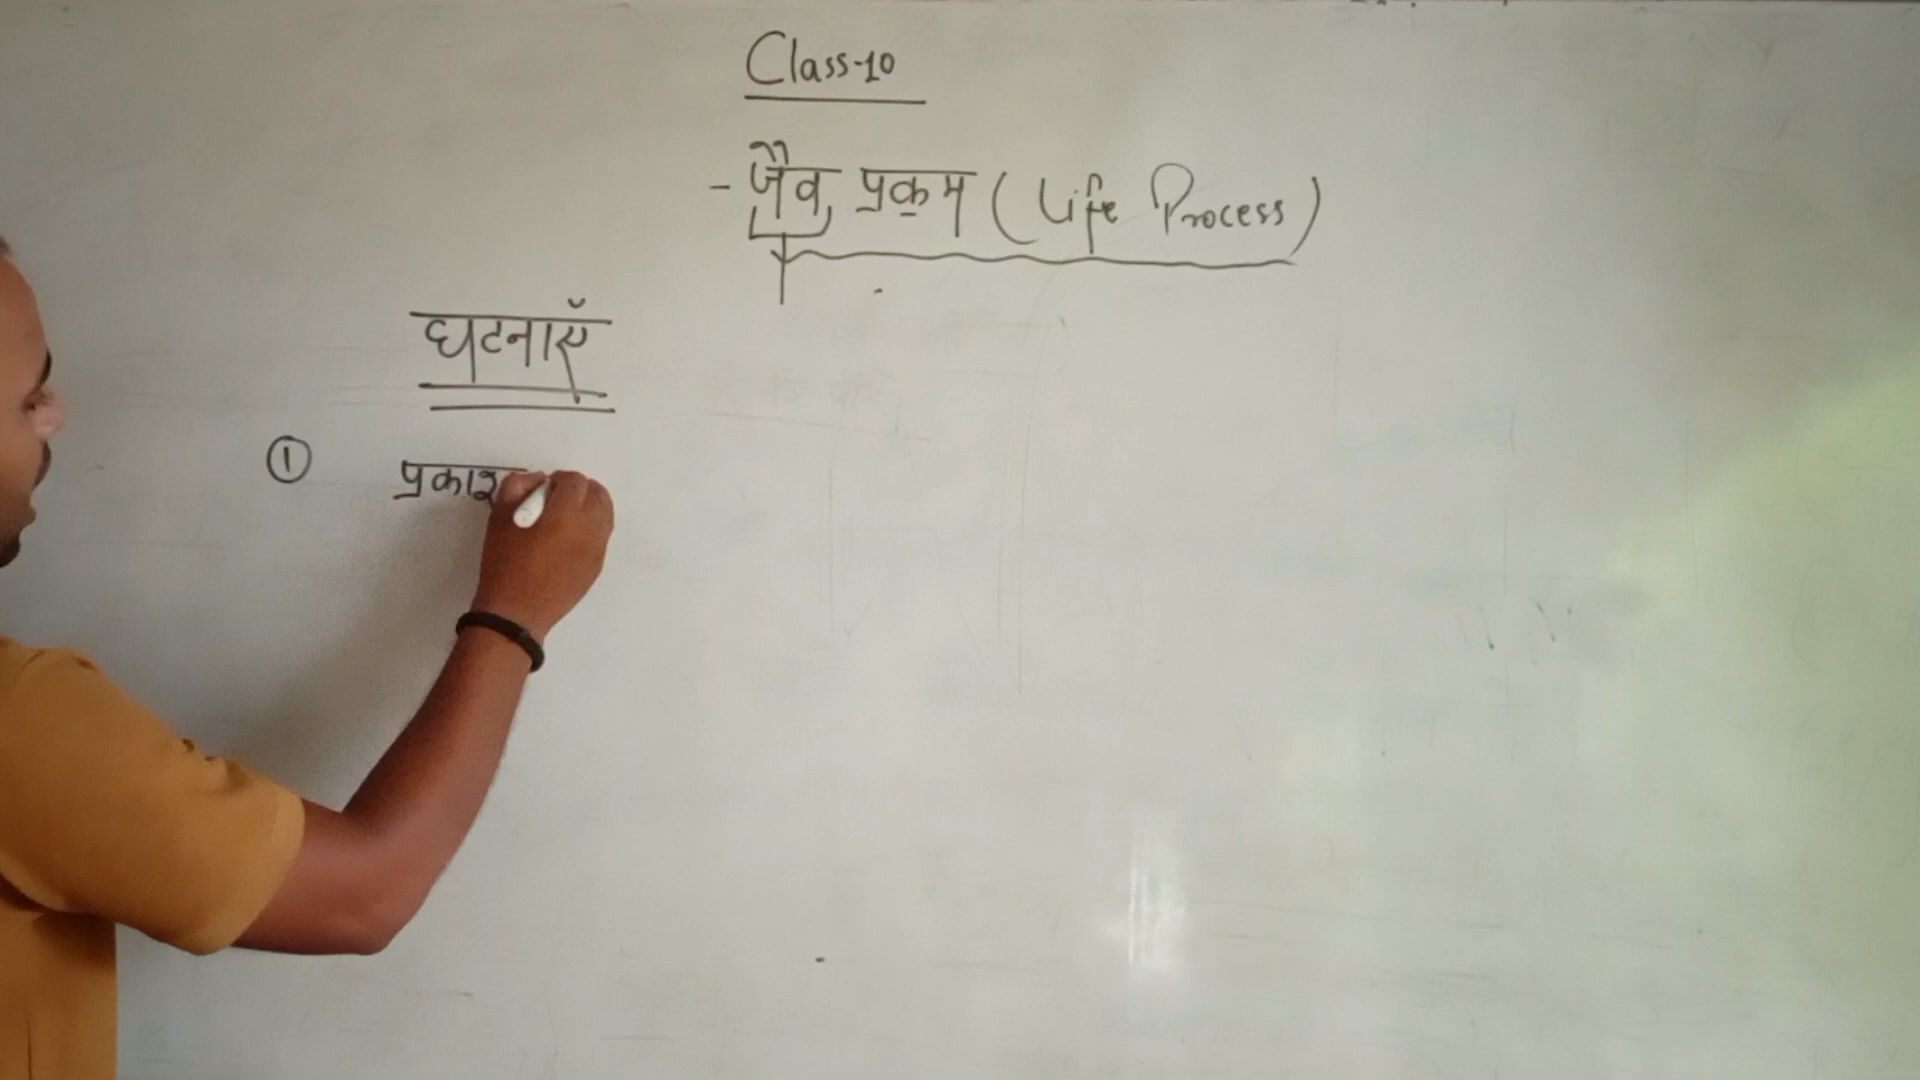 Class-10
- जैव प्रक्रम (Life Process)
घटनाएँ
① प्रकाश